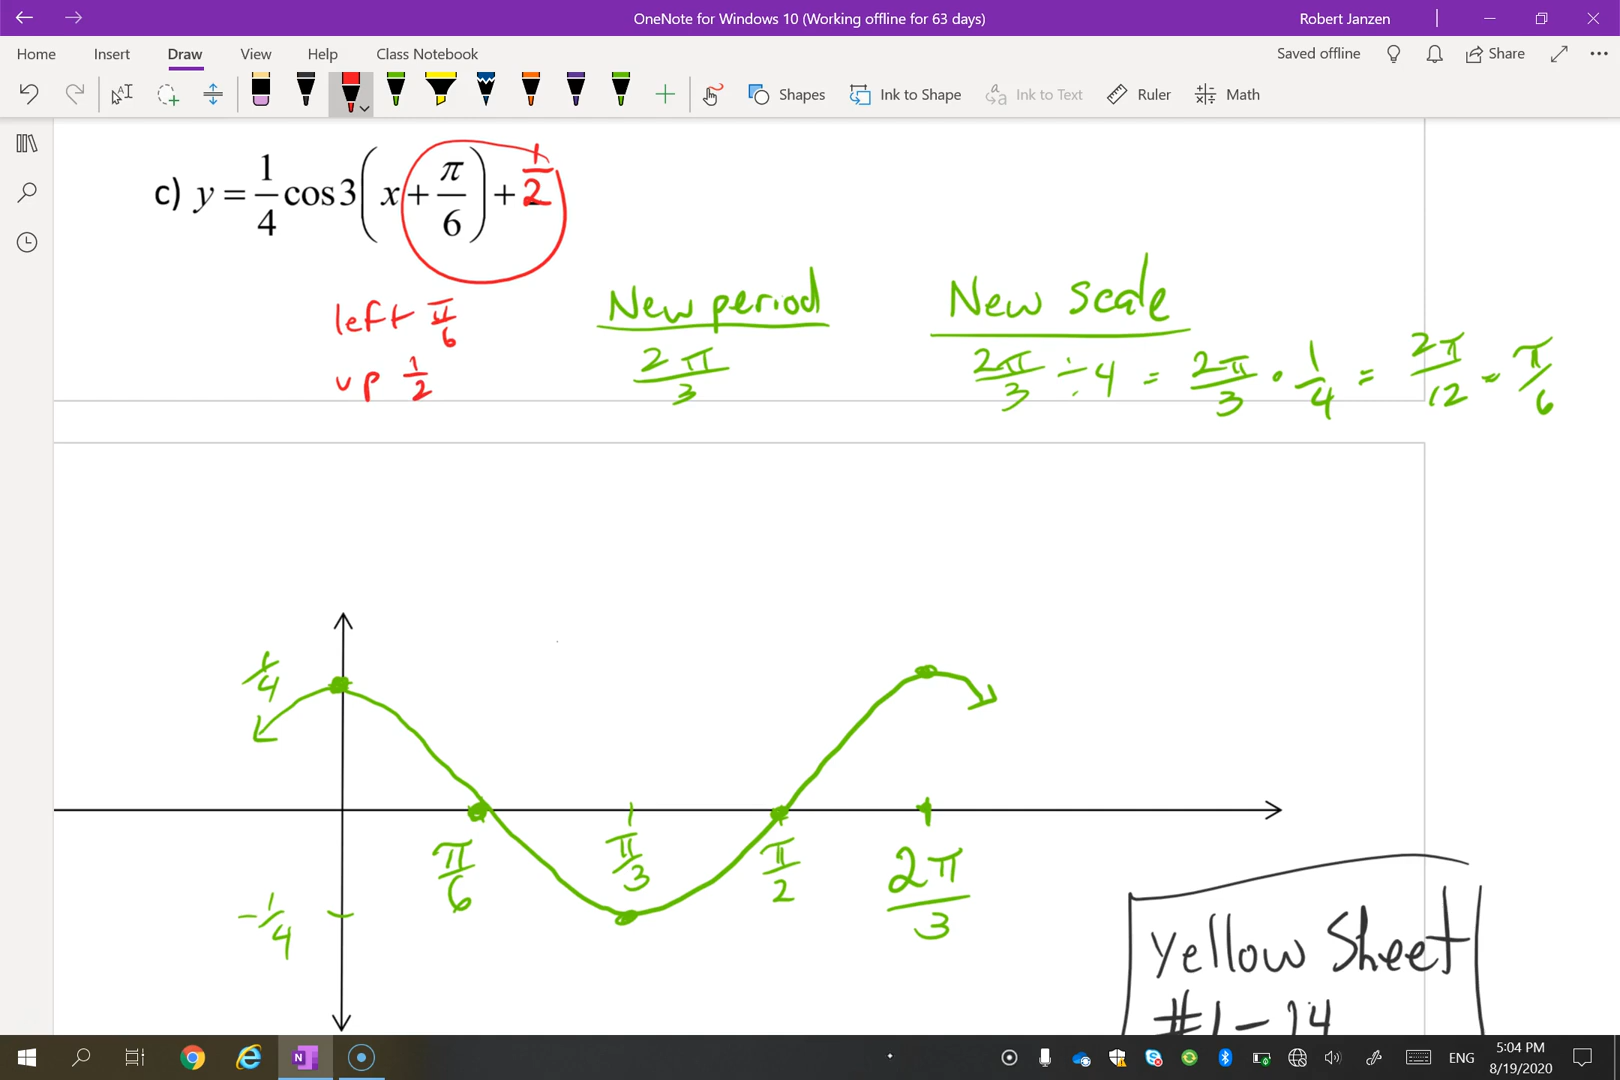 OneNote for Windows 10 (Working offline for 63 days)
Robert Janzen
Home Insert Draw View Help Class Notebook
Saved offline
Share
Shapes
Ink to Shape
Ink to Text
Ruler
Math
c) y = 1/4 cos 3(x + π/6) + 1/2
left π/6
up 1/2
New period
2π/3
New scale
2π/3 ÷ 4 = 2π/3 · 1/4 = 2π/12 = π/6
1/4
-1/4
π/6
π/3
π/2
2π/3
Yellow Sheet
#1-14
ENG
5:04 PM
8/19/2020